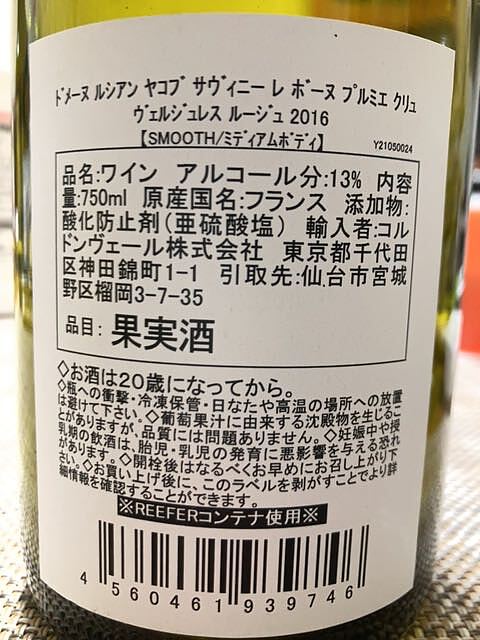 ドメーヌ ルシアン ヤコブ サヴィニー レ ボーヌ プルミエ クリュ
ヴェルジュレス ルージュ 2016
【SMOOTH/ミディアムボディ】
Y21050024
品名:ワイン アルコール分:13% 内容
量:750ml 原産国名:フランス 添加物:
酸化防止剤(亜硫酸塩) 輸入者:コル
ドンヴェール株式会社 東京都千代田
区神田錦町1-1 引取先:仙台市宮城
野区榴岡3-7-35
品目: 果実酒
◇お酒は20歳になってから。
◇瓶への衝撃・冷凍保管・日なたや高温の場所への放置
は避けて下さい。◇葡萄果汁に由来する沈殿物を生じるこ
とがありますが、品質には問題ありません。◇妊娠中や授
乳期の飲酒は、胎児・乳児の発育に悪影響を与える恐れ
があります。◇開栓後はなるべくお早めにお召し上がり下
さい。◇お買い上げ後に、このラベルを剥がすことでより詳
細情報を確認することができます。
※REEFERコンテナ使用※
4 560461 939746